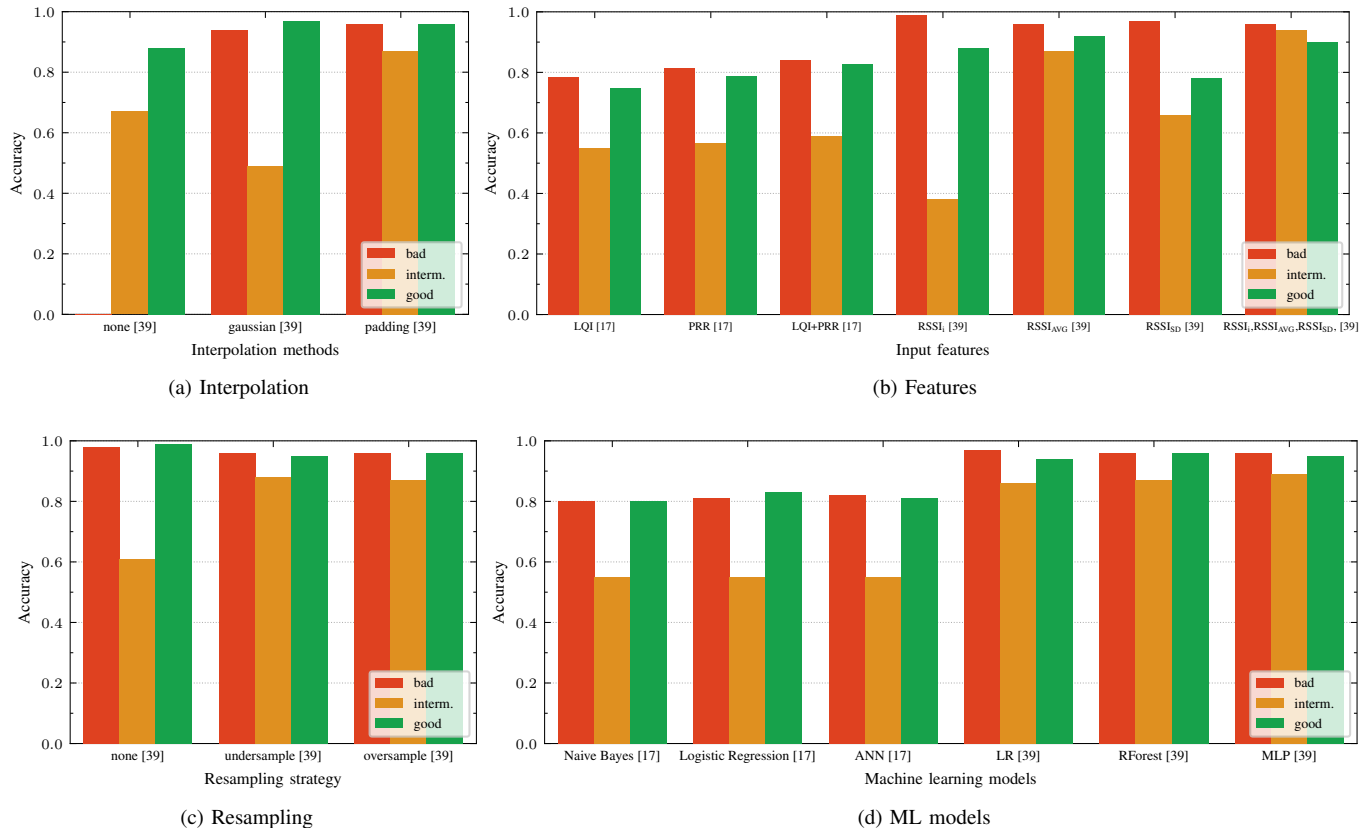 1.0
0.8
0.6
0.4
0.2
0.0
Accuracy
bad
interm.
good
none [39]
gaussian [39]
padding [39]
Interpolation methods
(a) Interpolation
1.0
0.8
0.6
0.4
0.2
0.0
Accuracy
bad
interm.
good
LQI [17]
PRR [17]
LQI+PRR [17]
RSSIi [39]
RSSIAVG [39]
RSSISD [39]
RSSIi,RSSIAVG,RSSISD, [39]
Input features
(b) Features
1.0
0.8
0.6
0.4
0.2
0.0
Accuracy
bad
interm.
good
none [39]
undersample [39]
oversample [39]
Resampling strategy
(c) Resampling
1.0
0.8
0.6
0.4
0.2
0.0
Accuracy
bad
interm.
good
Naive Bayes [17]
Logistic Regression [17]
ANN [17]
LR [39]
RForest [39]
MLP [39]
Machine learning models
(d) ML models